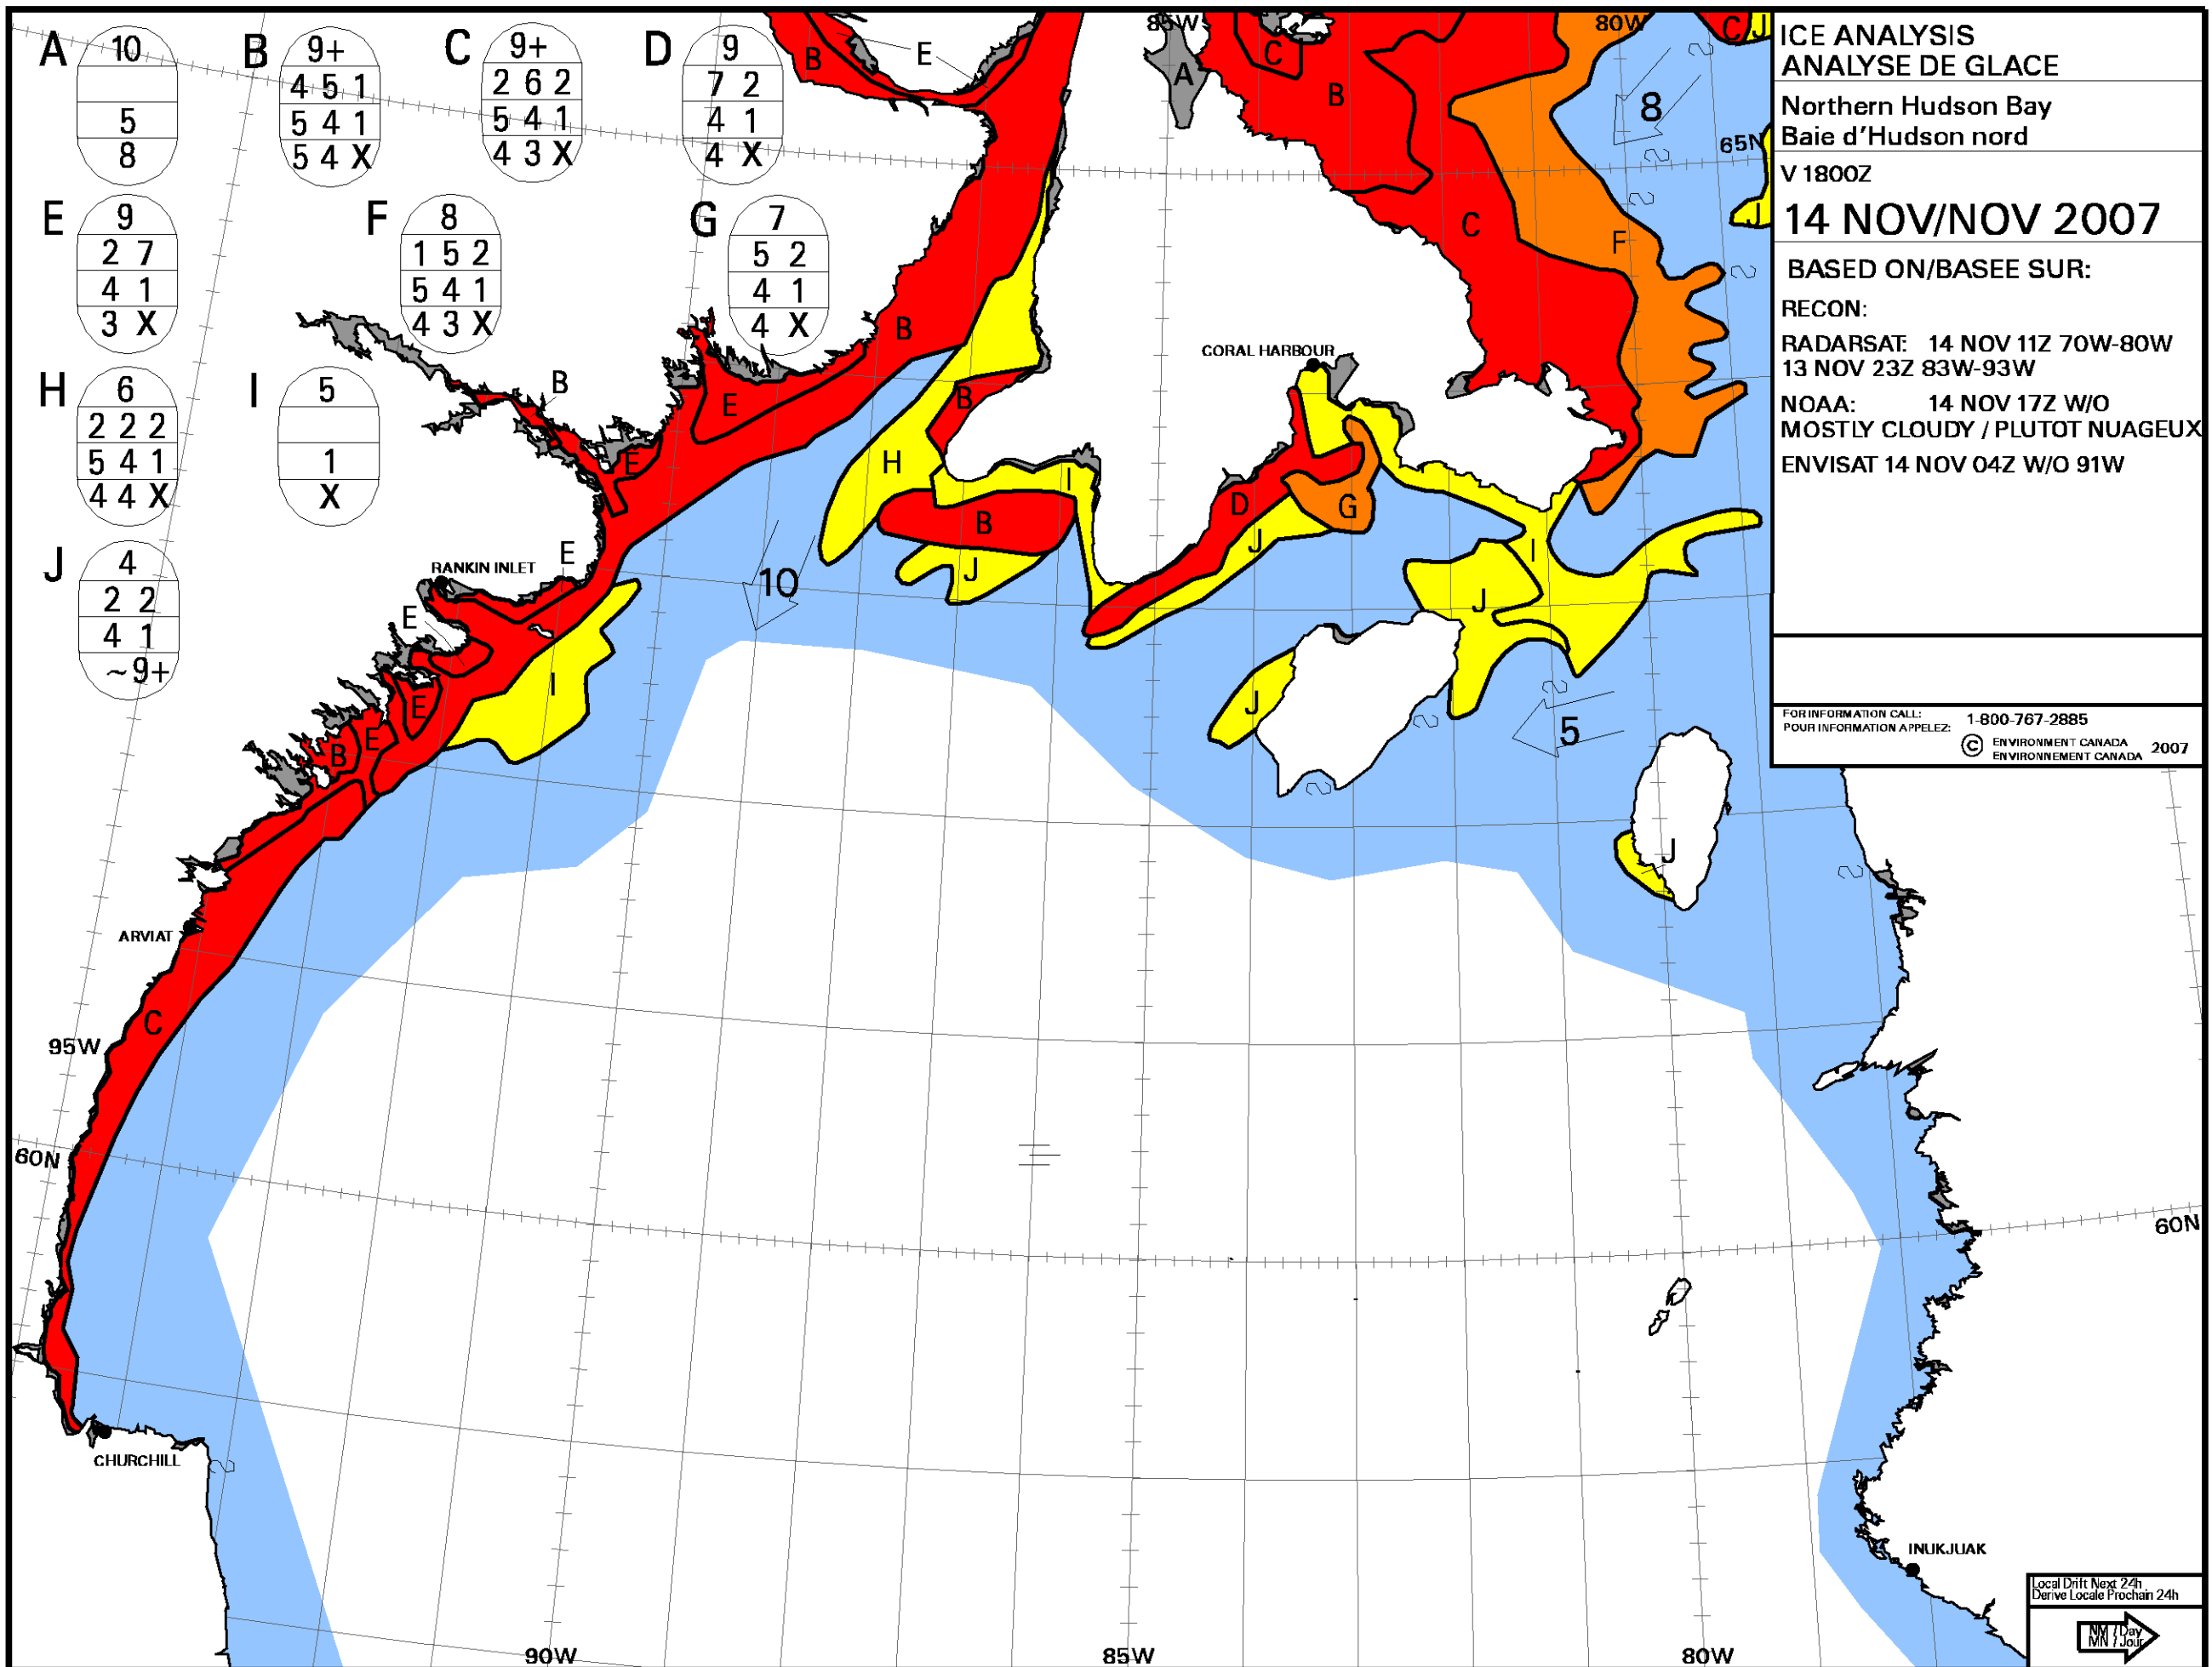 A
10
5
8
B
9+
4 5 1
5 4 1
5 4 X
C
9+
2 6 2
5 4 1
4 3 X
D
9
7 2
4 1
4 X
E
9
2 7
4 1
3 X
F
8
1 5 2
5 4 1
4 3 X
G
7
5 2
4 1
4 X
H
6
2 2 2
5 4 1
4 4 X
I
5
1
X
J
4
2 2
4 1
~9+
ICE ANALYSIS
ANALYSE DE GLACE
Northern Hudson Bay
Baie d'Hudson nord
V 1800Z
14 NOV/NOV 2007
BASED ON/BASEE SUR:
RECON:
RADARSAT: 14 NOV 11Z 70W-80W
13 NOV 23Z 83W-93W
NOAA: 14 NOV 17Z W/O
MOSTLY CLOUDY / PLUTOT NUAGEUX
ENVISAT 14 NOV 04Z W/O 91W
FOR INFORMATION CALL:
POUR INFORMATION APPELEZ:
1-800-767-2885
© ENVIRONMENT CANADA
ENVIRONNEMENT CANADA
2007
85W
80W
C
J
B
E
A
C
B
8
65N
J
C
F
B
CORAL HARBOUR
B
E
B
H
E
I
D
G
B
J
I
J
10
RANKIN INLET
E
E
J
I
E
J
5
E
B
J
ARVIAT
C
95W
60N
60N
CHURCHILL
INUKJUAK
90W
85W
80W
Local Drift Next 24h
Derive Locale Prochain 24h
NM / Day
MN / Jour